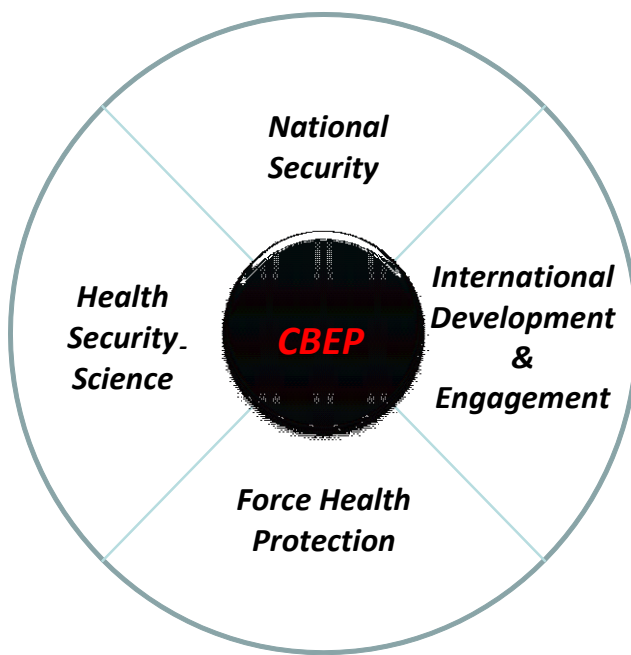 National
Security
Health
Security-
Science
CBEP
International
Development
&
Engagement
Force Health
Protection